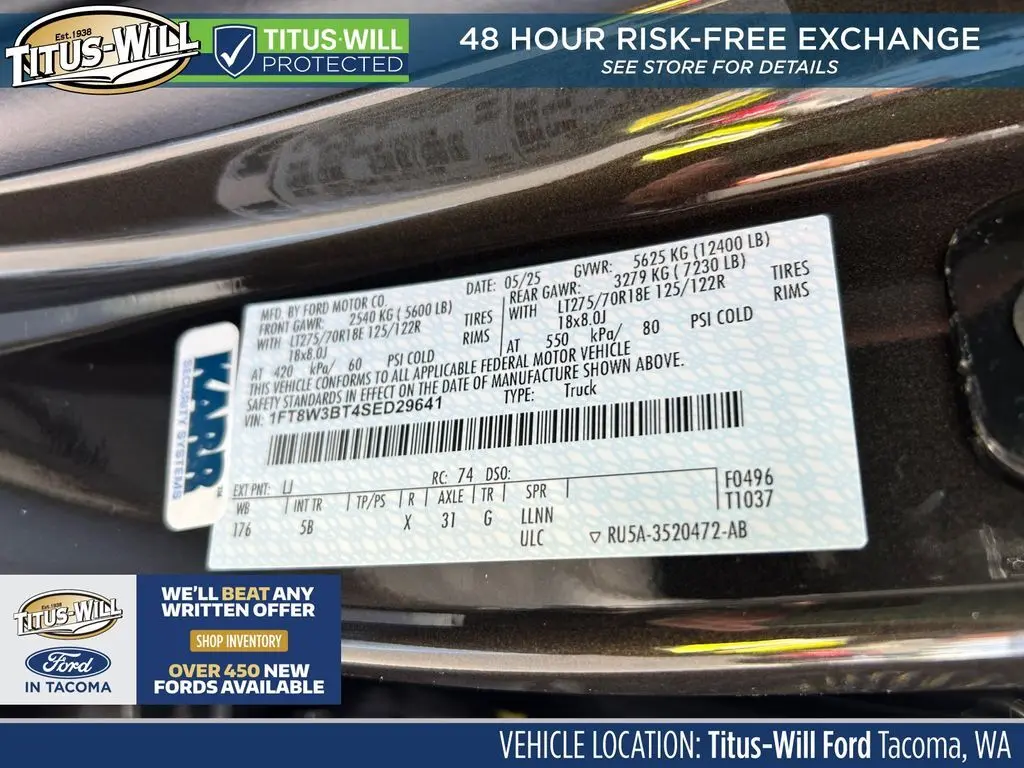 Est.1938
TITUS-WILL
TITUS-WILL
PROTECTED
48 HOUR RISK-FREE EXCHANGE
SEE STORE FOR DETAILS
MFD. BY FORD MOTOR CO.
DATE: 05/25
GVWR: 5625 KG (12400 LB)
FRONT GAWR: 2540 KG ( 5600 LB)
WITH LT275/70R18E 125/122R TIRES
18x8.0J RIMS
AT 420 kPa/ 60 PSI COLD
REAR GAWR: 3279 KG ( 7230 LB)
WITH LT275/70R18E 125/122R TIRES
18x8.0J RIMS
AT 550 kPa/ 80 PSI COLD
THIS VEHICLE CONFORMS TO ALL APPLICABLE FEDERAL MOTOR VEHICLE
SAFETY STANDARDS IN EFFECT ON THE DATE OF MANUFACTURE SHOWN ABOVE.
VIN: 1FT8W3BT4SED29641
TYPE: Truck
EXT PNT: LJ RC: 74 DSO:
WB INT TR TP/PS R AXLE TR SPR
176 5B X 31 G LLNN
ULC
F0496
T1037
▽ RU5A-3520472-AB
KARR™
SECURITY SYSTEMS
Est.1938
TITUS-WILL
Ford
IN TACOMA
WE'LL BEAT ANY
WRITTEN OFFER
SHOP INVENTORY
OVER 450 NEW
FORDS AVAILABLE
VEHICLE LOCATION: Titus-Will Ford Tacoma, WA